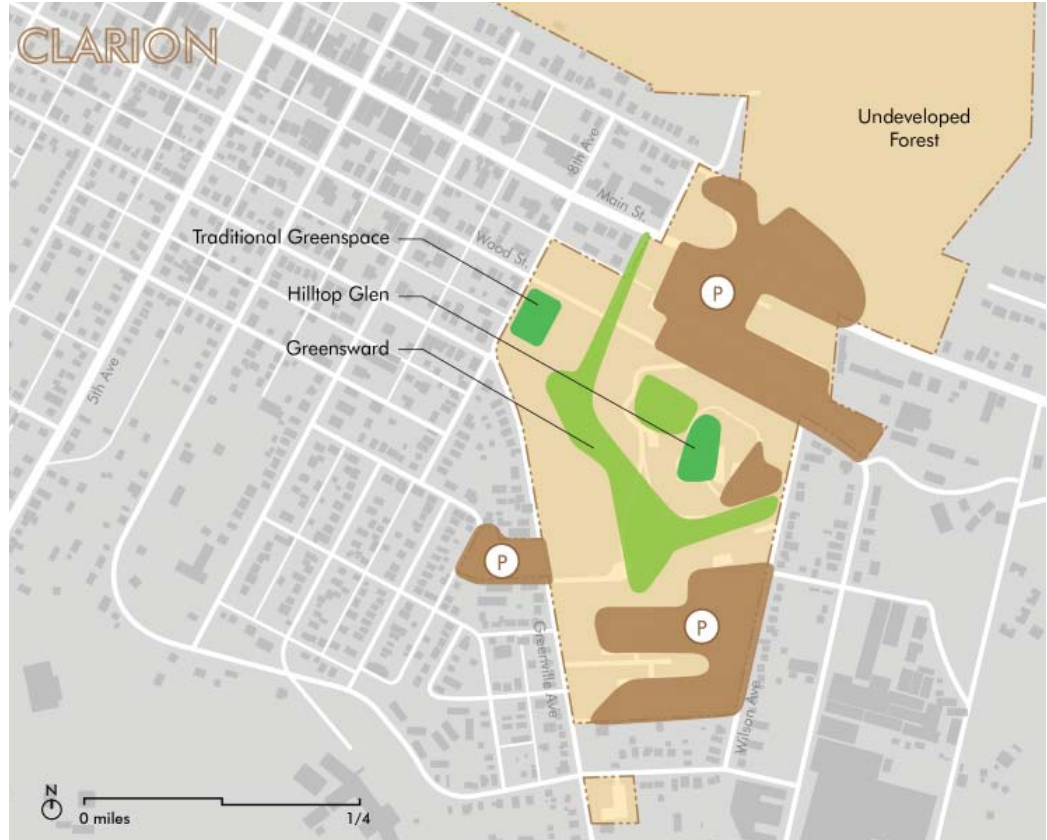 CLARION
Undeveloped
Forest
8th Ave
Main St.
Wood St.
Traditional Greenspace
Hilltop Glen
Greensward
P
5th Ave
P
P
Greenville Ave
Wilson Ave
N
0 miles
1/4